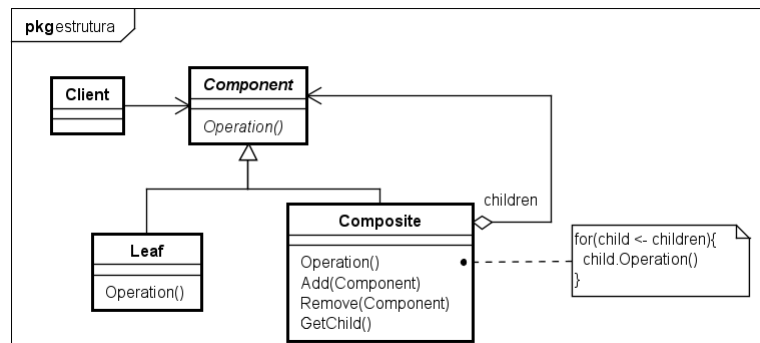 pkg estrutura
Client
Component
Operation()
children
Leaf
Operation()
Composite
Operation()
Add(Component)
Remove(Component)
GetChild()
for(child <- children){
child.Operation()
}